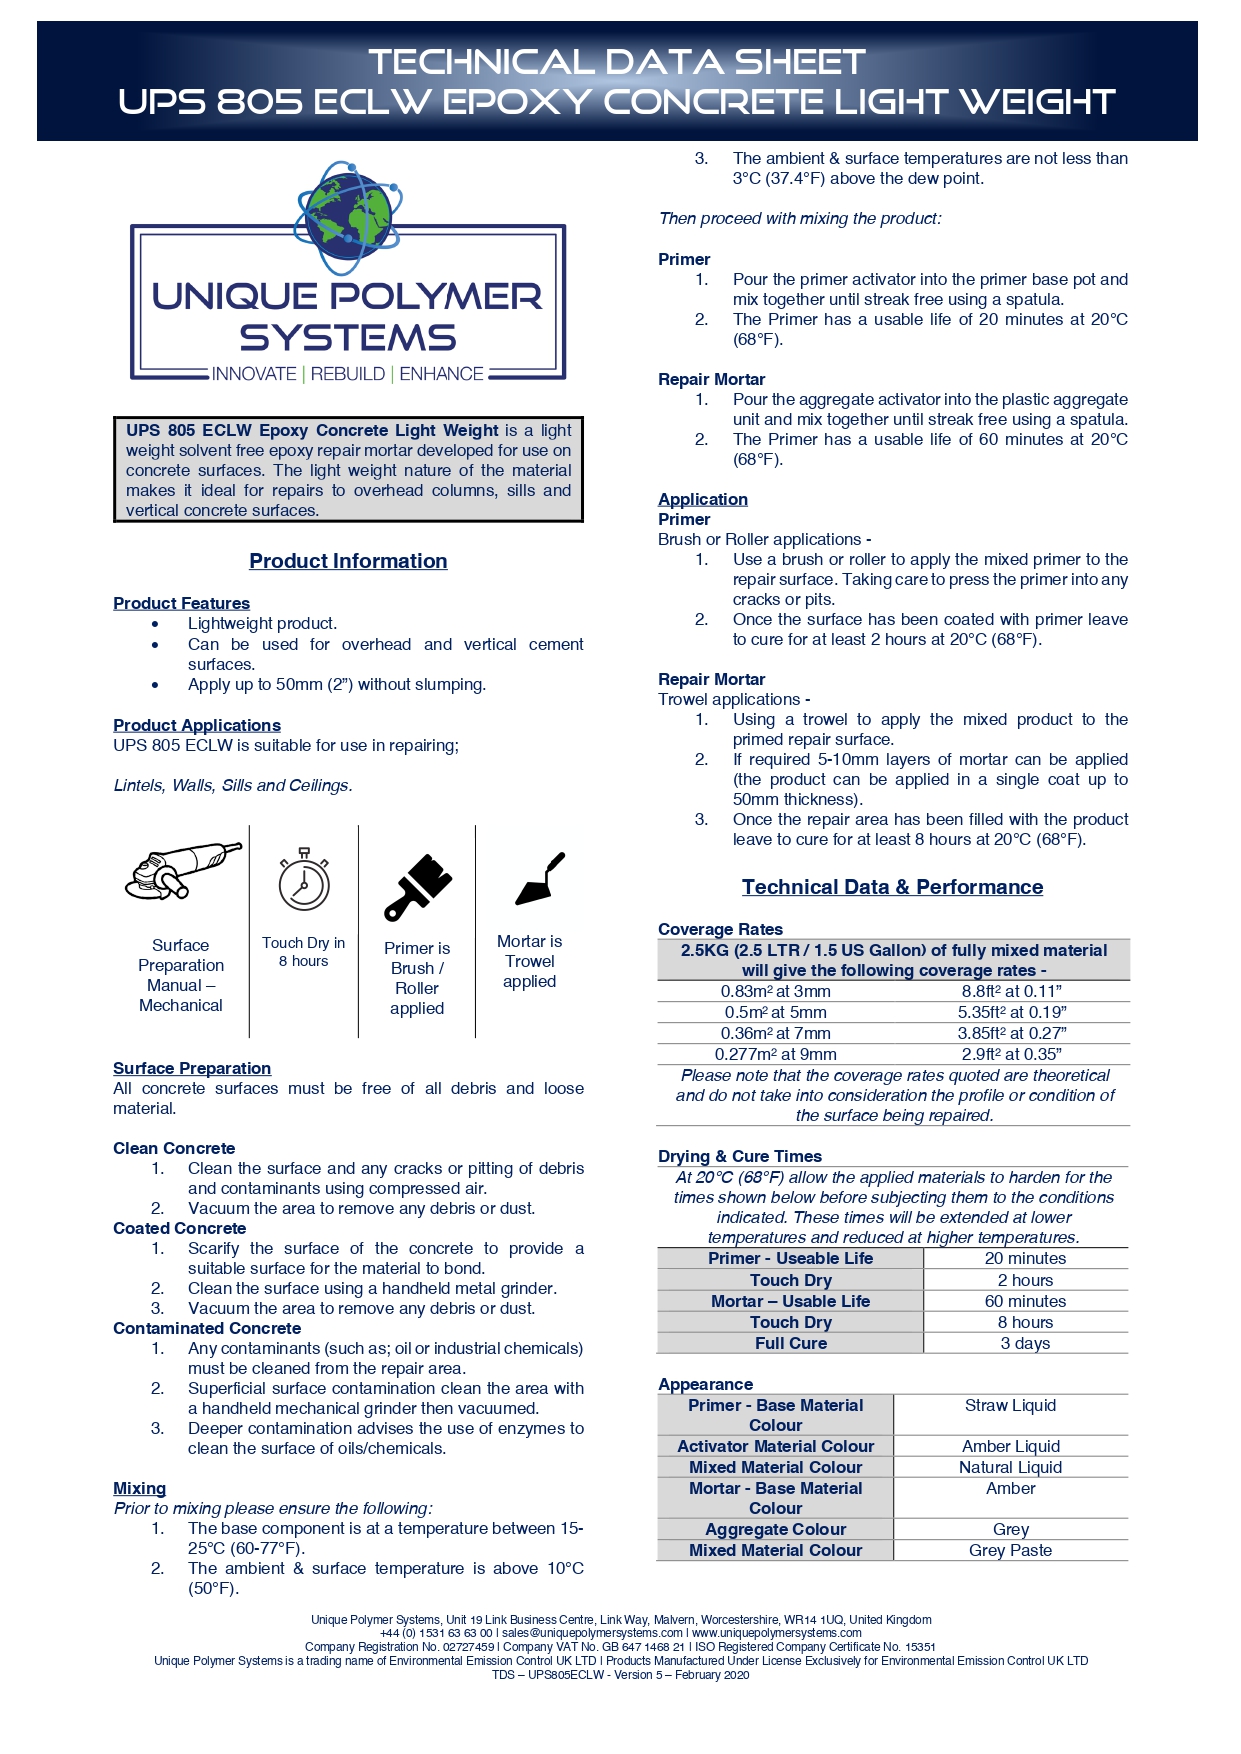 TECHNICAL DATA SHEET
UPS 805 ECLW EPOXY CONCRETE LIGHT WEIGHT
UNIQUE POLYMER
SYSTEMS
INNOVATE | REBUILD | ENHANCE
UPS 805 ECLW Epoxy Concrete Light Weight is a light
weight solvent free epoxy repair mortar developed for use on
concrete surfaces. The light weight nature of the material
makes it ideal for repairs to overhead columns, sills and
vertical concrete surfaces.
Product Information
Product Features
• Lightweight product.
• Can be used for overhead and vertical cement
surfaces.
• Apply up to 50mm (2”) without slumping.
Product Applications
UPS 805 ECLW is suitable for use in repairing;
Lintels, Walls, Sills and Ceilings.
Surface
Preparation
Manual –
Mechanical
Touch Dry in
8 hours
Primer is
Brush /
Roller
applied
Mortar is
Trowel
applied
Surface Preparation
All concrete surfaces must be free of all debris and loose
material.
Clean Concrete
1. Clean the surface and any cracks or pitting of debris
and contaminants using compressed air.
2. Vacuum the area to remove any debris or dust.
Coated Concrete
1. Scarify the surface of the concrete to provide a
suitable surface for the material to bond.
2. Clean the surface using a handheld metal grinder.
3. Vacuum the area to remove any debris or dust.
Contaminated Concrete
1. Any contaminants (such as; oil or industrial chemicals)
must be cleaned from the repair area.
2. Superficial surface contamination clean the area with
a handheld mechanical grinder then vacuumed.
3. Deeper contamination advises the use of enzymes to
clean the surface of oils/chemicals.
Mixing
Prior to mixing please ensure the following:
1. The base component is at a temperature between 15-
25°C (60-77°F).
2. The ambient & surface temperature is above 10°C
(50°F).
3. The ambient & surface temperatures are not less than
3°C (37.4°F) above the dew point.
Then proceed with mixing the product:
Primer
1. Pour the primer activator into the primer base pot and
mix together until streak free using a spatula.
2. The Primer has a usable life of 20 minutes at 20°C
(68°F).
Repair Mortar
1. Pour the aggregate activator into the plastic aggregate
unit and mix together until streak free using a spatula.
2. The Primer has a usable life of 60 minutes at 20°C
(68°F).
Application
Primer
Brush or Roller applications -
1. Use a brush or roller to apply the mixed primer to the
repair surface. Taking care to press the primer into any
cracks or pits.
2. Once the surface has been coated with primer leave
to cure for at least 2 hours at 20°C (68°F).
Repair Mortar
Trowel applications -
1. Using a trowel to apply the mixed product to the
primed repair surface.
2. If required 5-10mm layers of mortar can be applied
(the product can be applied in a single coat up to
50mm thickness).
3. Once the repair area has been filled with the product
leave to cure for at least 8 hours at 20°C (68°F).
Technical Data & Performance
Coverage Rates
2.5KG (2.5 LTR / 1.5 US Gallon) of fully mixed material
will give the following coverage rates -
0.83m² at 3mm 8.8ft² at 0.11”
0.5m² at 5mm 5.35ft² at 0.19”
0.36m² at 7mm 3.85ft² at 0.27”
0.277m² at 9mm 2.9ft² at 0.35”
Please note that the coverage rates quoted are theoretical
and do not take into consideration the profile or condition of
the surface being repaired.
Drying & Cure Times
At 20°C (68°F) allow the applied materials to harden for the
times shown below before subjecting them to the conditions
indicated. These times will be extended at lower
temperatures and reduced at higher temperatures.
Primer - Useable Life 20 minutes
Touch Dry 2 hours
Mortar – Usable Life 60 minutes
Touch Dry 8 hours
Full Cure 3 days
Appearance
Primer - Base Material Straw Liquid
Colour
Activator Material Colour Amber Liquid
Mixed Material Colour Natural Liquid
Mortar - Base Material Amber
Colour
Aggregate Colour Grey
Mixed Material Colour Grey Paste
Unique Polymer Systems, Unit 19 Link Business Centre, Link Way, Malvern, Worcestershire, WR14 1UQ, United Kingdom
+44 (0) 1531 63 63 00 | sales@uniquepolymersystems.com | www.uniquepolymersystems.com
Company Registration No. 02727459 | Company VAT No. GB 647 1468 21 | ISO Registered Company Certificate No. 15351
Unique Polymer Systems is a trading name of Environmental Emission Control UK LTD | Products Manufactured Under License Exclusively for Environmental Emission Control UK LTD
TDS – UPS805ECLW - Version 5 – February 2020